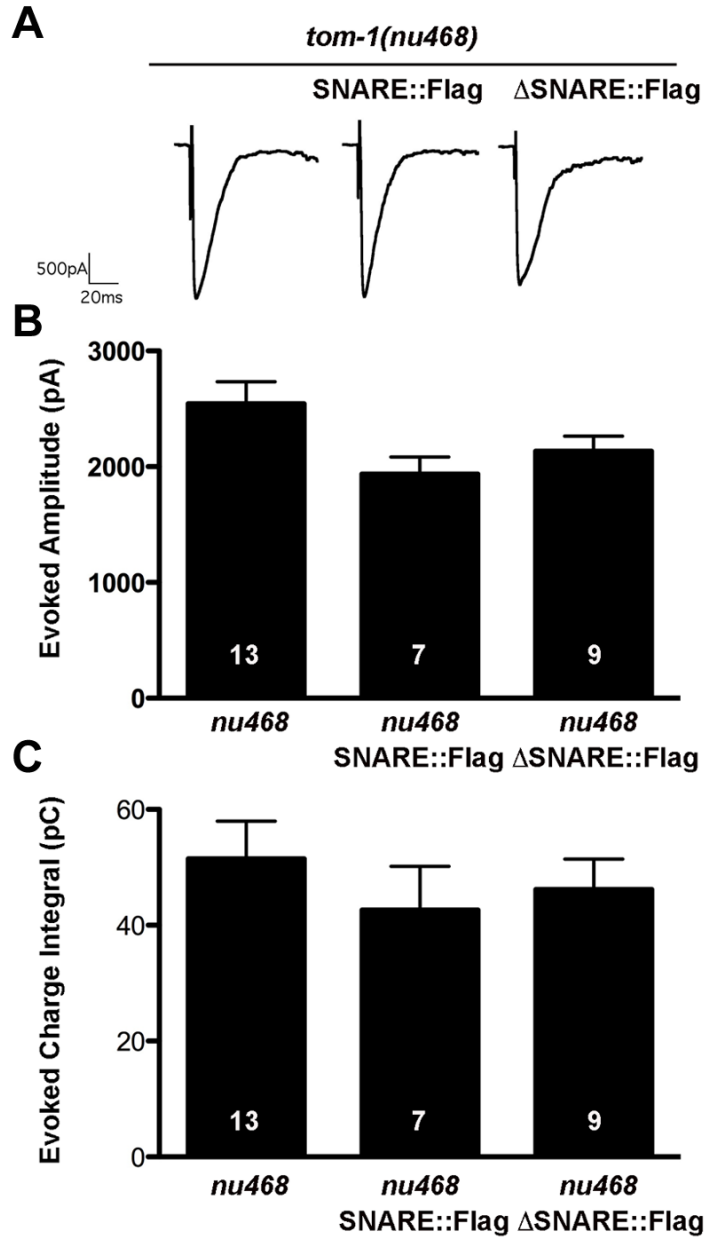 A
tom-1(nu468)
SNARE::Flag ΔSNARE::Flag
500pA
20ms
B
Evoked Amplitude (pA)
3000
2000
1000
0
13 7 9
nu468 nu468 nu468
SNARE::Flag ΔSNARE::Flag
C
Evoked Charge Integral (pC)
60
40
20
0
13 7 9
nu468 nu468 nu468
SNARE::Flag ΔSNARE::Flag